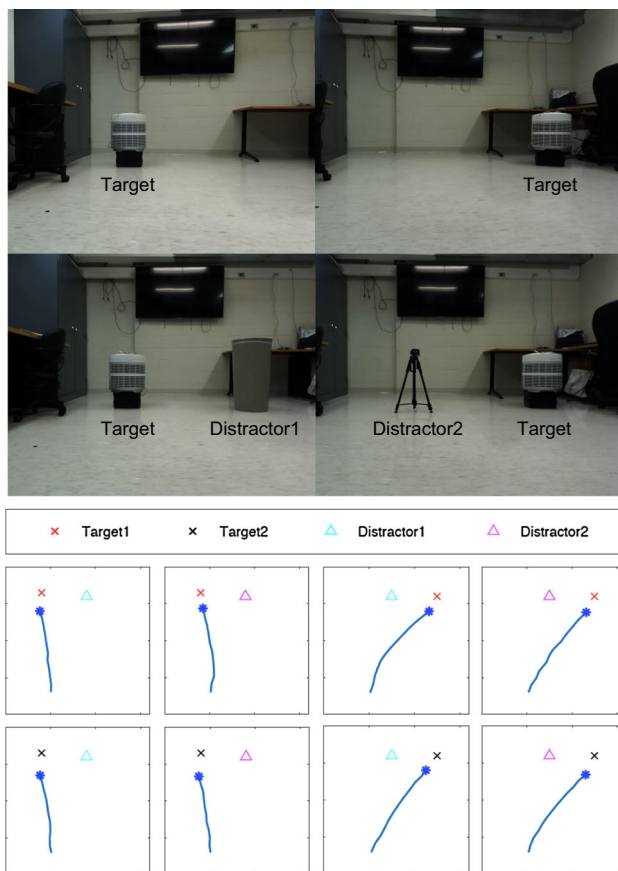 Target Target
Target Distractor1 Distractor2 Target
× Target1 × Target2 △ Distractor1 △ Distractor2